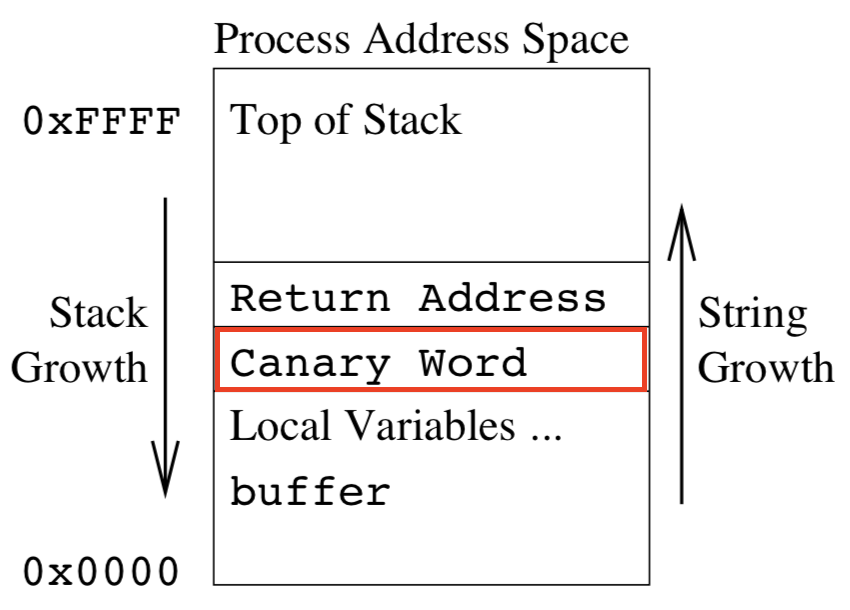 Process Address Space
0xFFFF
Top of Stack
Return Address
Stack
Growth
Canary Word
String
Growth
Local Variables ...
buffer
0x0000